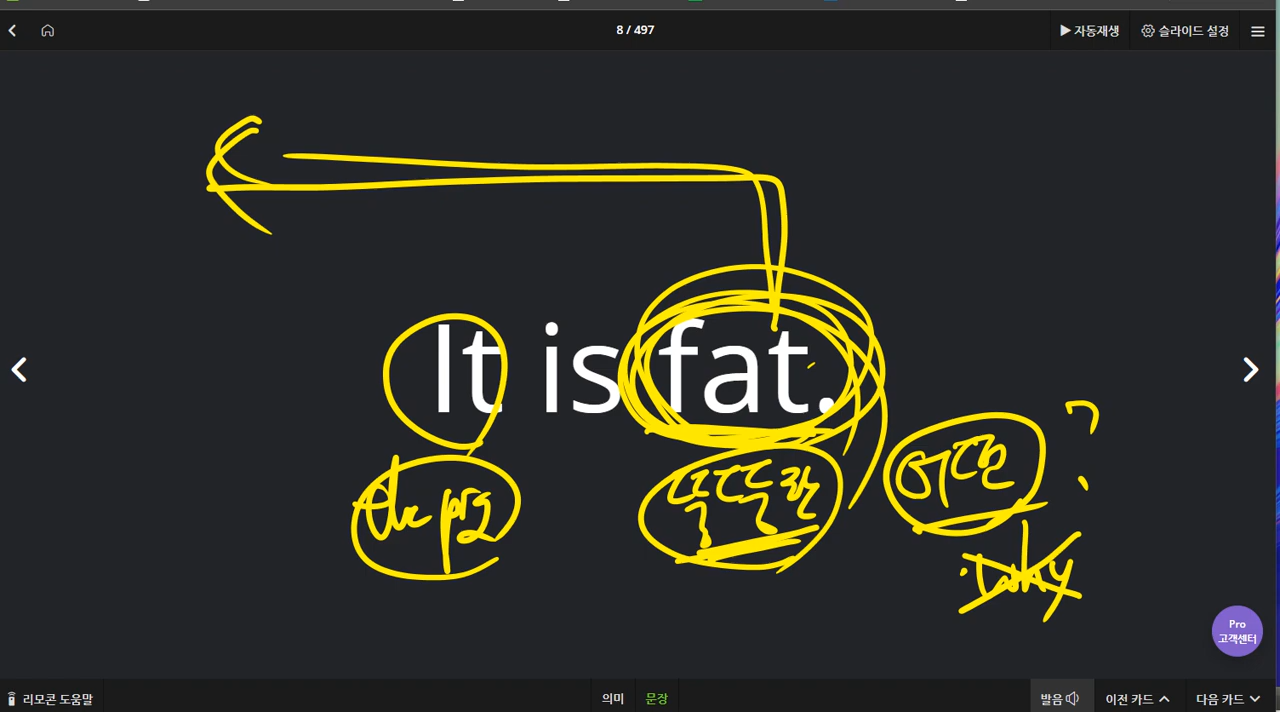 8 / 497
자동재생
슬라이드 설정
It is fat.
the pig
뚱뚱한
어떤
?
Pro
고객센터
리모콘 도움말
의미
문장
발음
이전 카드
다음 카드